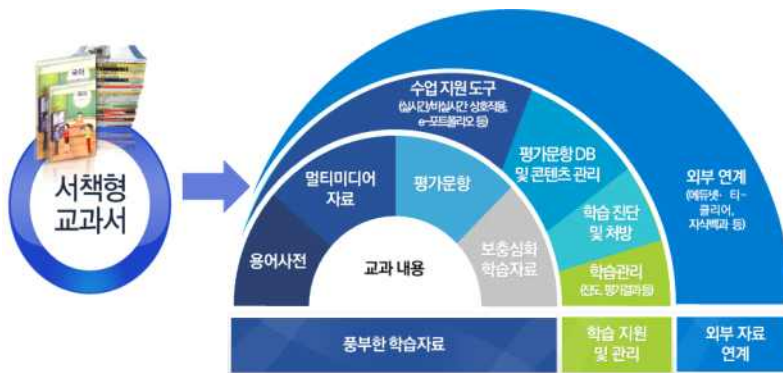 국어
서책형
교과서
수업 지원 도구
(실시간/비실시간 상호작용,
e-포트폴리오 등)
멀티미디어
자료
평가문항
평가문항 DB
및 콘텐츠 관리
외부 연계
(에듀넷· 티-
클리어,
지식백과 등)
용어사전
교과 내용
보충심화
학습자료
학습 진단
및 처방
학습관리
(진도, 평가결과 등)
풍부한 학습자료
학습 지원
및 관리
외부 자료
연계